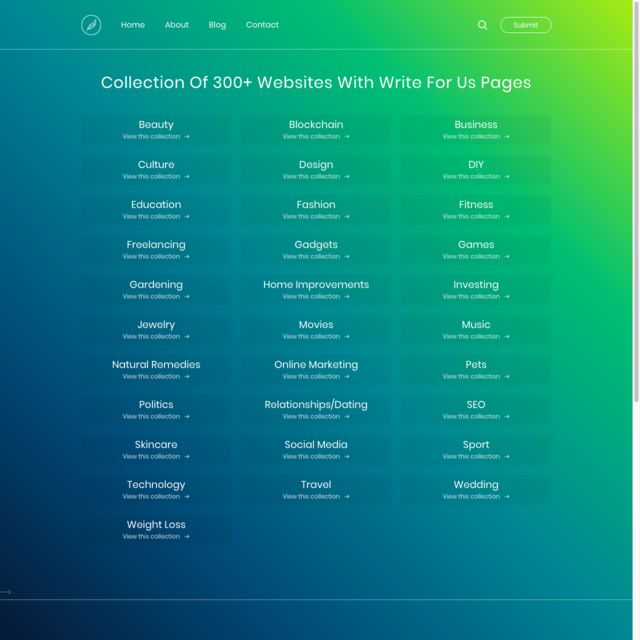 Home About Blog Contact Submit
Collection Of 300+ Websites With Write For Us Pages
Beauty Blockchain Business
View this collection → View this collection → View this collection →
Culture Design DIY
View this collection → View this collection → View this collection →
Education Fashion Fitness
View this collection → View this collection → View this collection →
Freelancing Gadgets Games
View this collection → View this collection → View this collection →
Gardening Home Improvements Investing
View this collection → View this collection → View this collection →
Jewelry Movies Music
View this collection → View this collection → View this collection →
Natural Remedies Online Marketing Pets
View this collection → View this collection → View this collection →
Politics Relationships/Dating SEO
View this collection → View this collection → View this collection →
Skincare Social Media Sport
View this collection → View this collection → View this collection →
Technology Travel Wedding
View this collection → View this collection → View this collection →
Weight Loss
View this collection →
-->